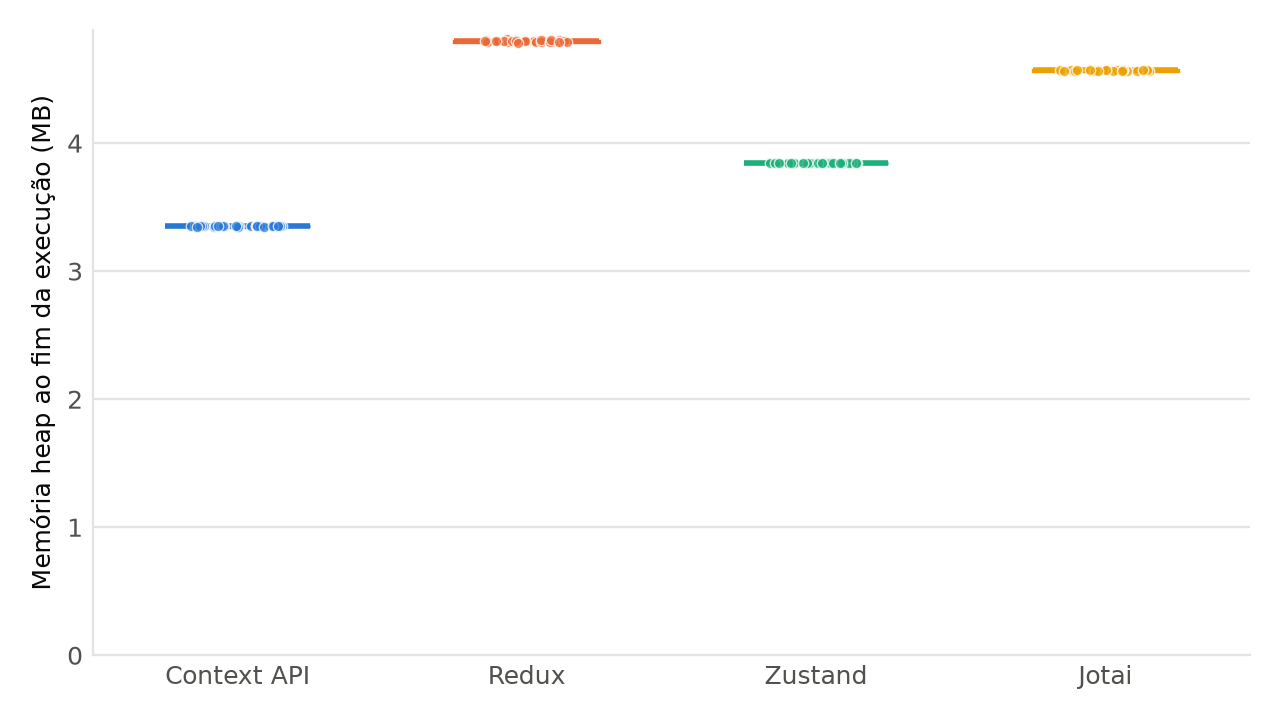 Memória heap ao fim da execução (MB)
4
3
2
1
0
Context API
Redux
Zustand
Jotai